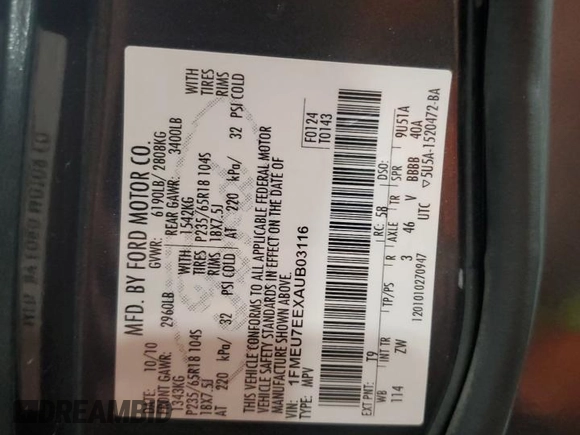 MFD. BY FORD MOTOR CO.
DATE: 10/10 GVWR: 6190LB/ 2808KG
FRONT GAWR: 2960LB REAR GAWR: 3400LB
1343KG WITH 1542KG WITH
P235/65R18 104S TIRES P235/65R18 104S TIRES
18X7.5J RIMS 18X7.5J RIMS
AT 220 kPa/ 32 PSI COLD AT 220 kPa/ 32 PSI COLD
THIS VEHICLE CONFORMS TO ALL APPLICABLE FEDERAL MOTOR
VEHICLE SAFETY STANDARDS IN EFFECT ON THE DATE OF
MANUFACTURE SHOWN ABOVE.
VIN: 1FMEU7EEXAUB03116 F0124
TYPE: MPV T0143
EXT PNT: T9 RC: 58 DSO:
WB INT TR TP/PS R AXLE TR SPR 9U51A
114 ZW 3 46 V BBBB 40A
1201010270947 UTC ▽5U5A-1520472-BA
DREAMBID